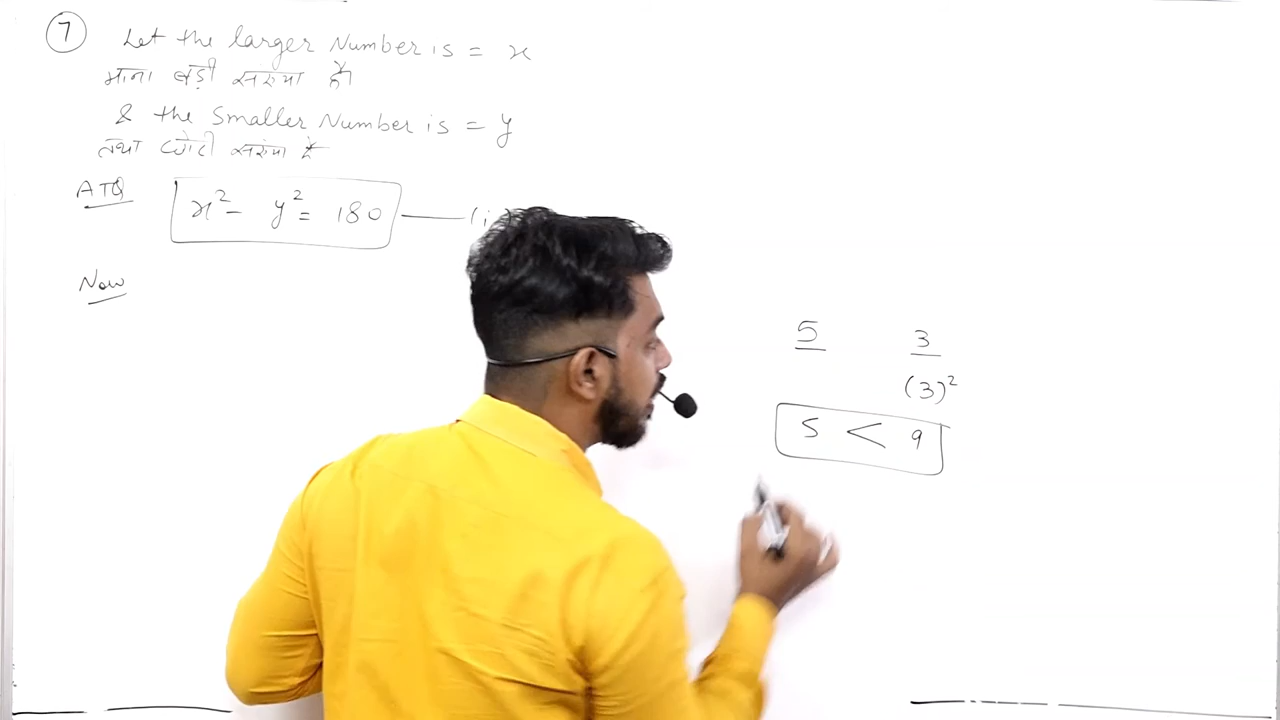 7 Let the larger Number is = x
माना बड़ी संख्या है
& the Smaller Number is = y
तथा छोटी संख्या है
ATQ x² - y² = 180 — (i
Now
5 3
(3)²
5 < 9